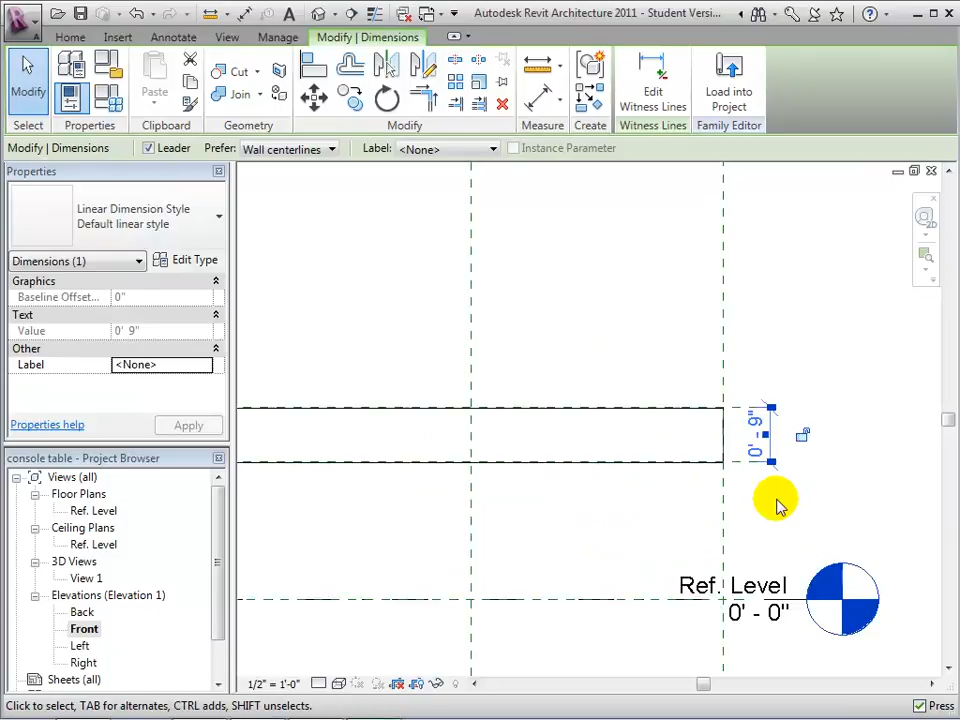 Autodesk Revit Architecture 2011 - Student Versi...
Home Insert Annotate View Manage Modify | Dimensions
Modify Paste Cut Join Edit Witness Lines Load into Project
Select Properties Clipboard Geometry Modify Measure Create Witness Lines Family Editor
Modify | Dimensions Leader Prefer: Wall centerlines Label: <None> Instance Parameter
Properties
Linear Dimension Style
Default linear style
Dimensions (1) Edit Type
Graphics
Baseline Offset... 0"
Text
Value 0' 9"
Other
Label <None>
Properties help Apply
console table - Project Browser
Views (all)
Floor Plans
Ref. Level
Ceiling Plans
Ref. Level
3D Views
View 1
Elevations (Elevation 1)
Back
Front
Left
Right
Sheets (all)
0' - 9"
2D
Ref. Level
0' - 0"
1/2" = 1'-0"
Click to select, TAB for alternates, CTRL adds, SHIFT unselects. Press